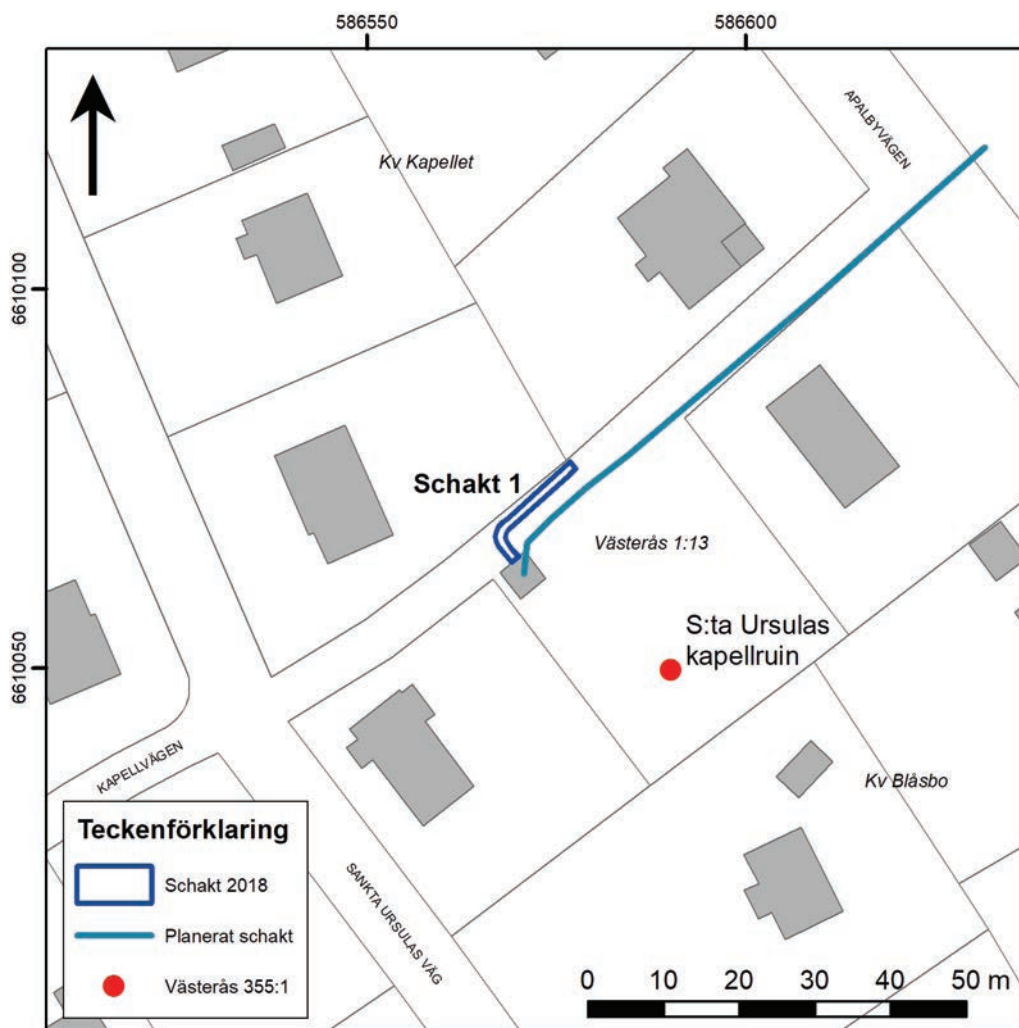 586550
586600
6610100
6610050
APALBYVÄGEN
Kv Kapellet
Schakt 1
Västerås 1:13
S:ta Ursulas
kapellruin
Kv Blåsbo
KAPELLVÄGEN
SANKTA URSULAS VÄG
Teckenförklaring
Schakt 2018
Planerat schakt
Västerås 355:1
0 10 20 30 40 50 m